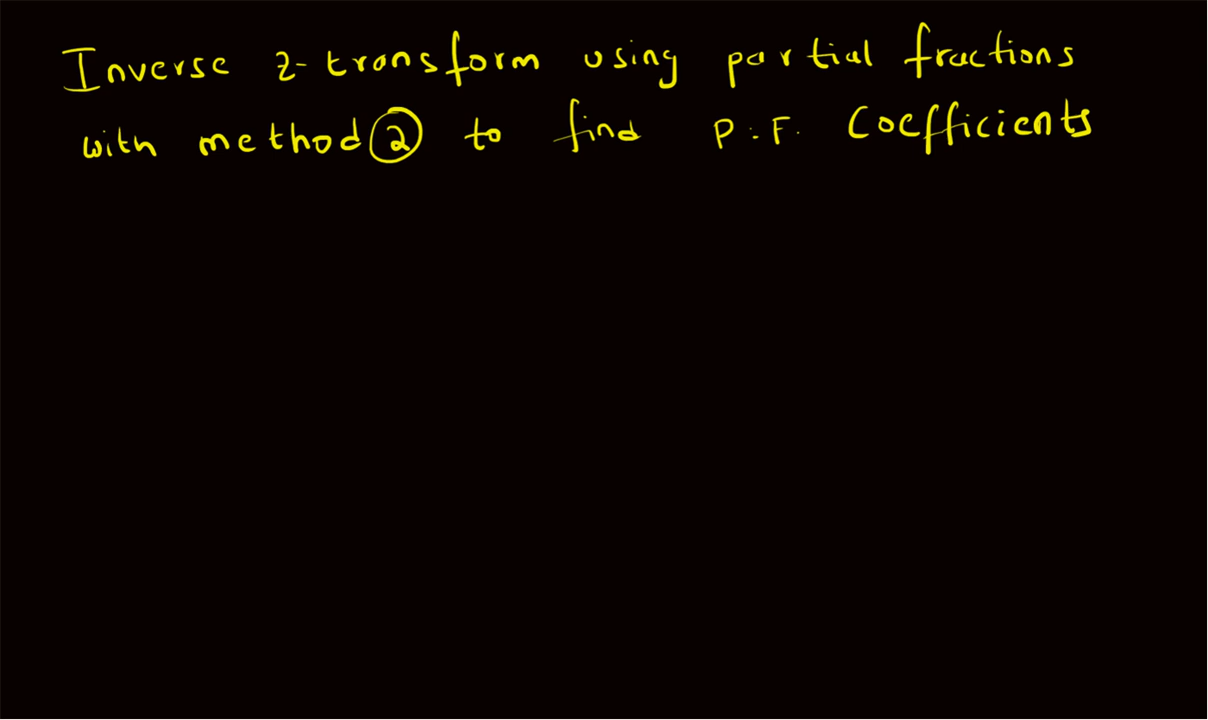 Inverse z-transform using partial fractions
with method ② to find P.F. Coefficients